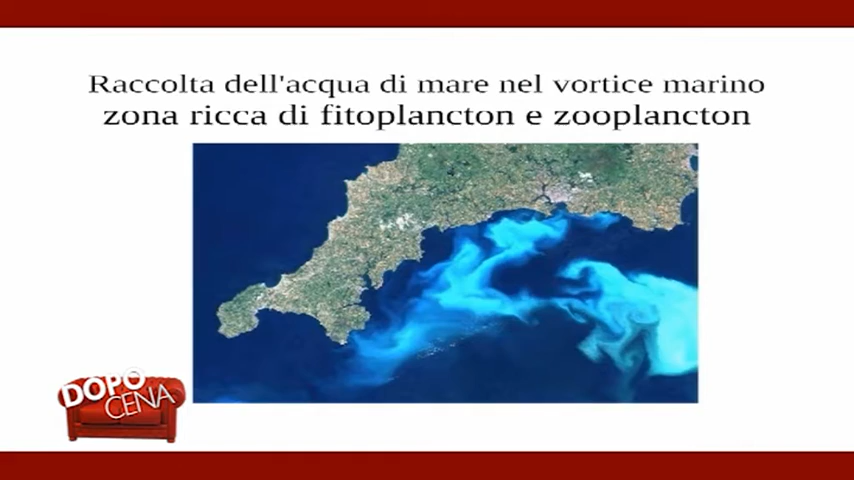 Raccolta dell'acqua di mare nel vortice marino
zona ricca di fitoplancton e zooplancton
DOPO
CENA